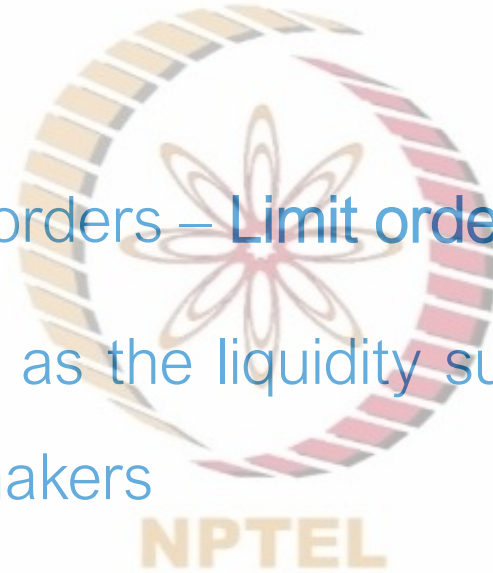 orders – Limit orde
as the liquidity su
akers
NPTEL